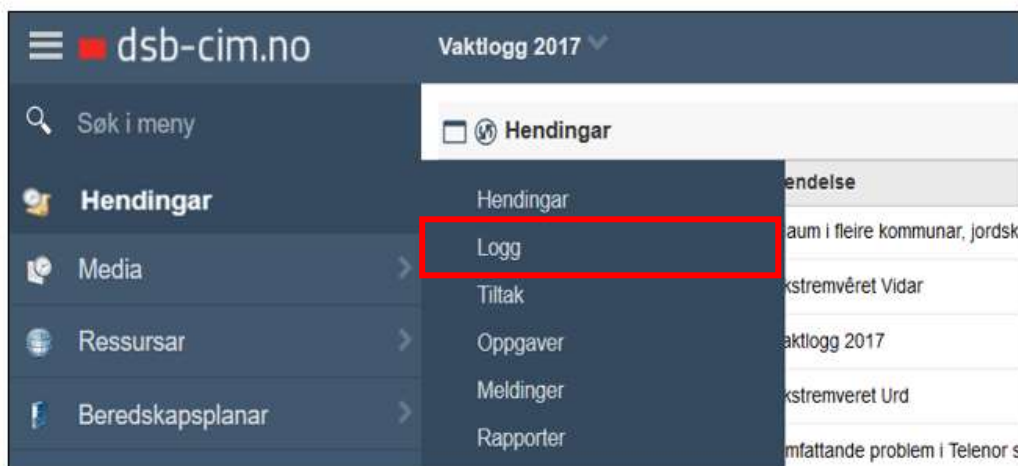 dsb-cim.no
Vaktlogg 2017
Søk i meny
Hendingar
Media
Ressursar
Beredskapsplanar
Hendingar
Hendingar
Logg
Tiltak
Oppgaver
Meldinger
Rapporter
endelse
aum i fleire kommunar, jordsk
kstremvêret Vidar
aktlogg 2017
kstremveret Urd
mfattande problem i Telenor s